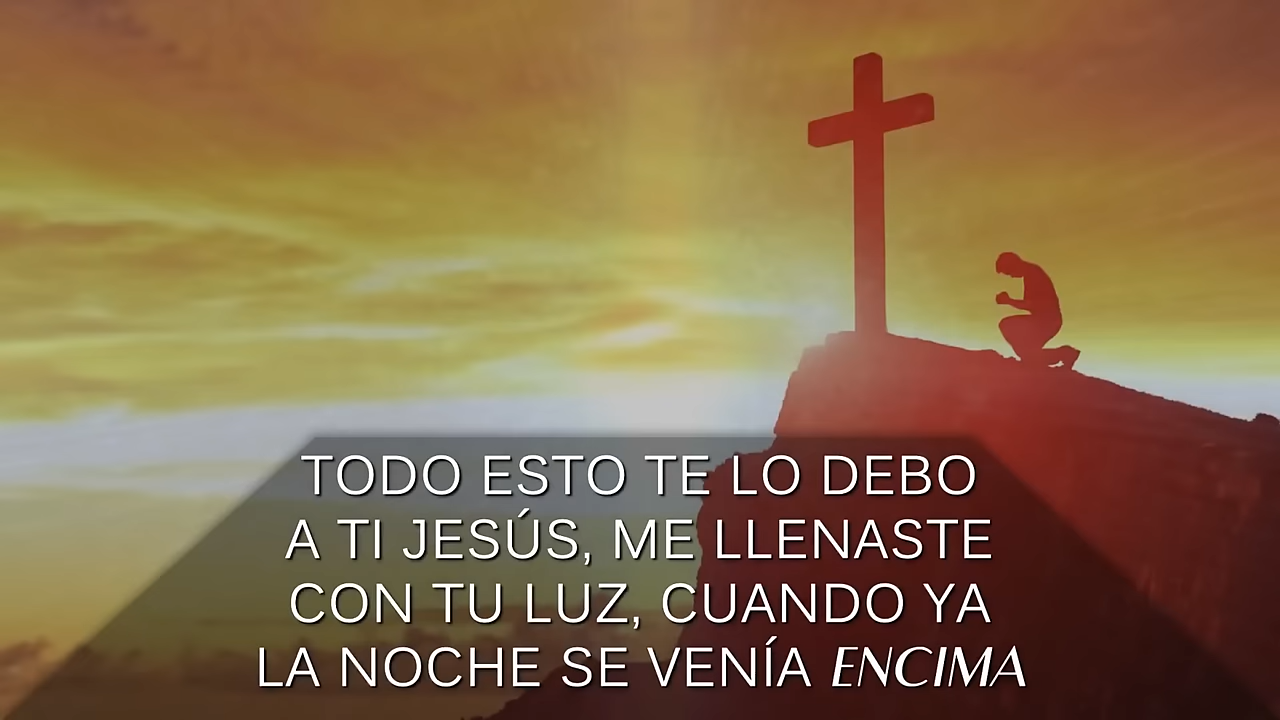 TODO ESTO TE LO DEBO
A TI JESÚS, ME LLENASTE
CON TU LUZ, CUANDO YA
LA NOCHE SE VENÍA ENCIMA